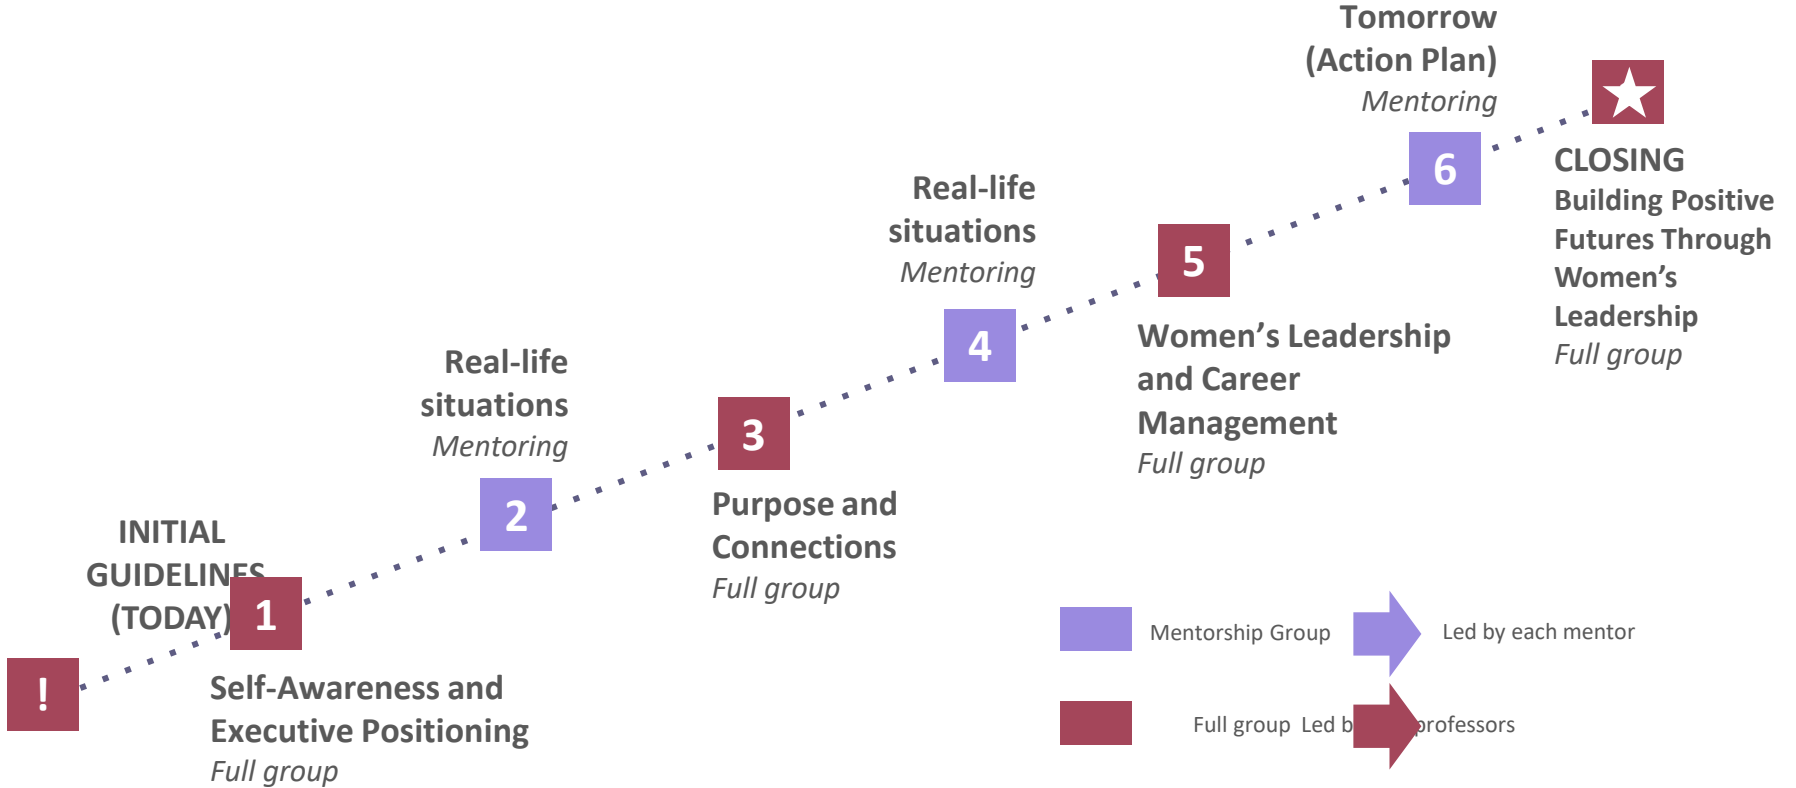 INITIAL
GUIDELINES
(TODAY)
!
1
Self-Awareness and
Executive Positioning
Full group
Real-life
situations
Mentoring
2
3
Purpose and
Connections
Full group
Real-life
situations
Mentoring
4
5
Women’s Leadership
and Career
Management
Full group
Tomorrow
(Action Plan)
Mentoring
6
CLOSING
Building Positive
Futures Through
Women’s
Leadership
Full group
Mentorship Group
Led by each mentor
Full group Led professors